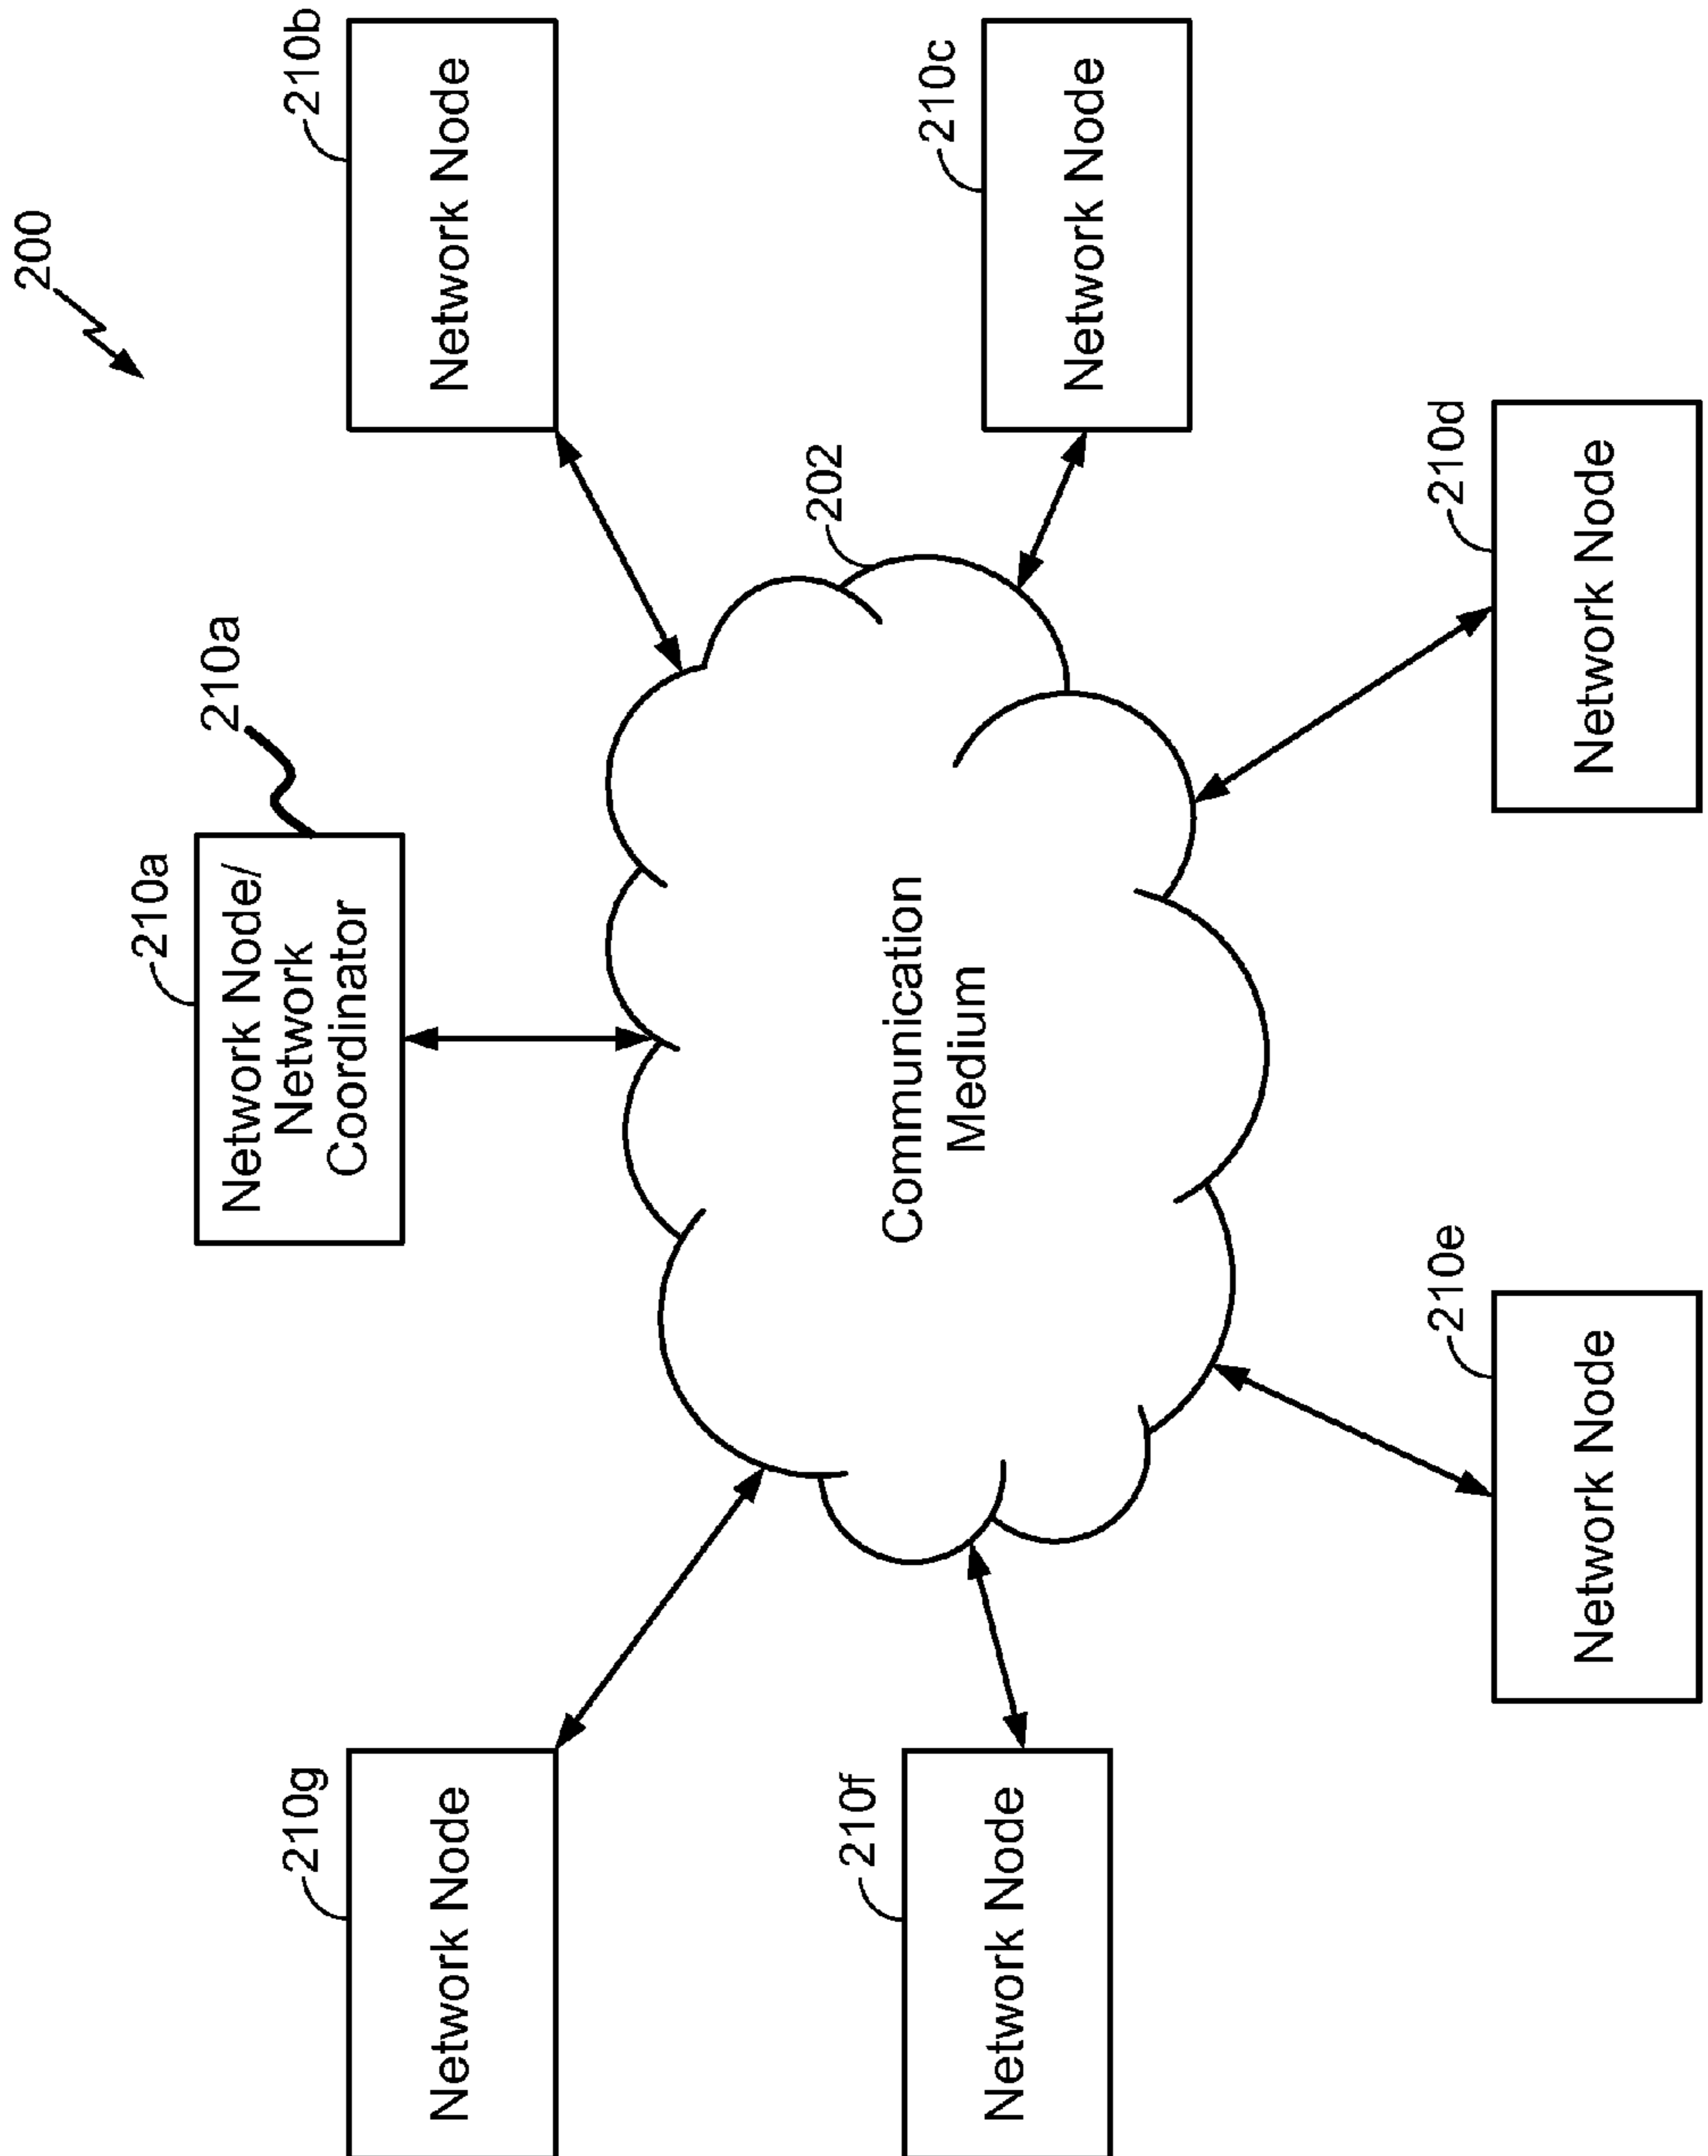 200
210a
Network Node/
Network
Coordinator
210a
210g
Network Node
210b
Network Node
202
Communication
Medium
210f
Network Node
210c
Network Node
210e
Network Node
210d
Network Node